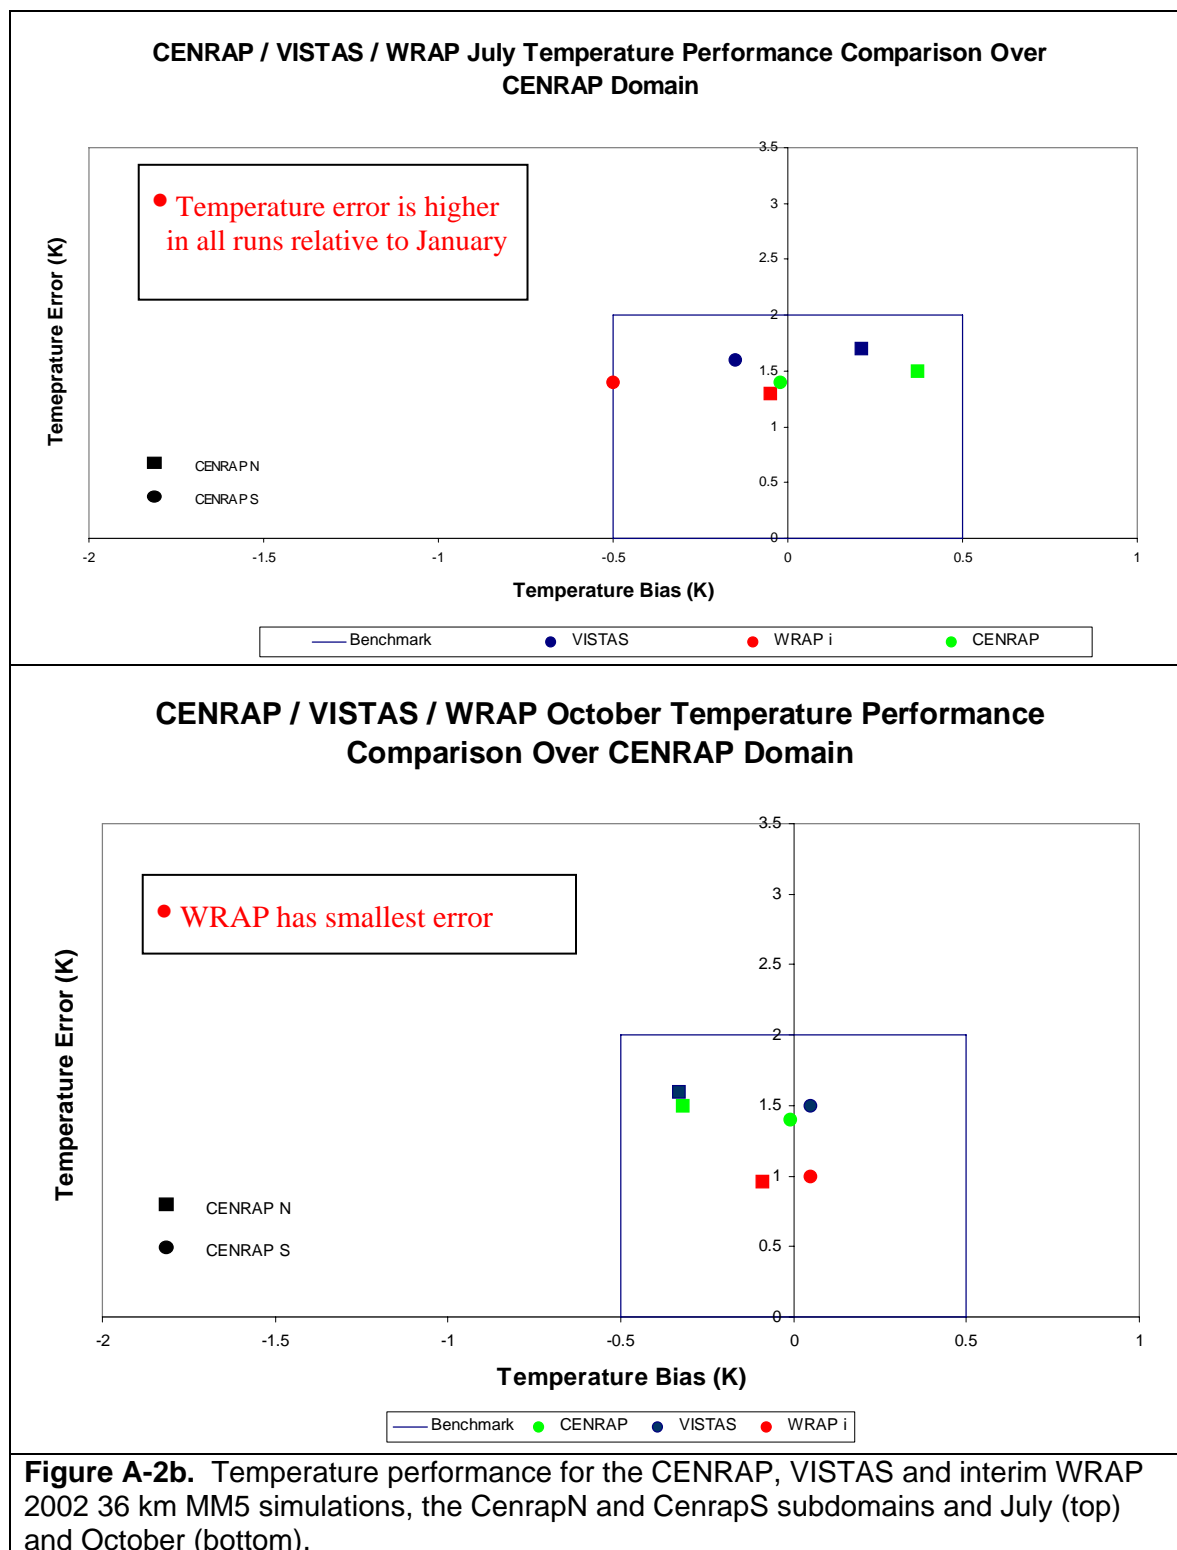 CENRAP / VISTAS / WRAP July Temperature Performance Comparison Over
CENRAP Domain
3.5
3
2.5
2
1.5
1
0.5
0
-2
-1.5
-1
-0.5
0
0.5
1
Temeprature Error (K)
Temperature Bias (K)
• Temperature error is higher
in all runs relative to January
CENRAP N
CENRAP S
Benchmark
VISTAS
WRAP i
CENRAP
CENRAP / VISTAS / WRAP October Temperature Performance
Comparison Over CENRAP Domain
3.5
3
2.5
2
1.5
1
0.5
0
-2
-1.5
-1
-0.5
0
0.5
1
Temperature Error (K)
Temperature Bias (K)
• WRAP has smallest error
CENRAP N
CENRAP S
Benchmark
CENRAP
VISTAS
WRAP i
Figure A-2b. Temperature performance for the CENRAP, VISTAS and interim WRAP
2002 36 km MM5 simulations, the CenrapN and CenrapS subdomains and July (top)
and October (bottom).